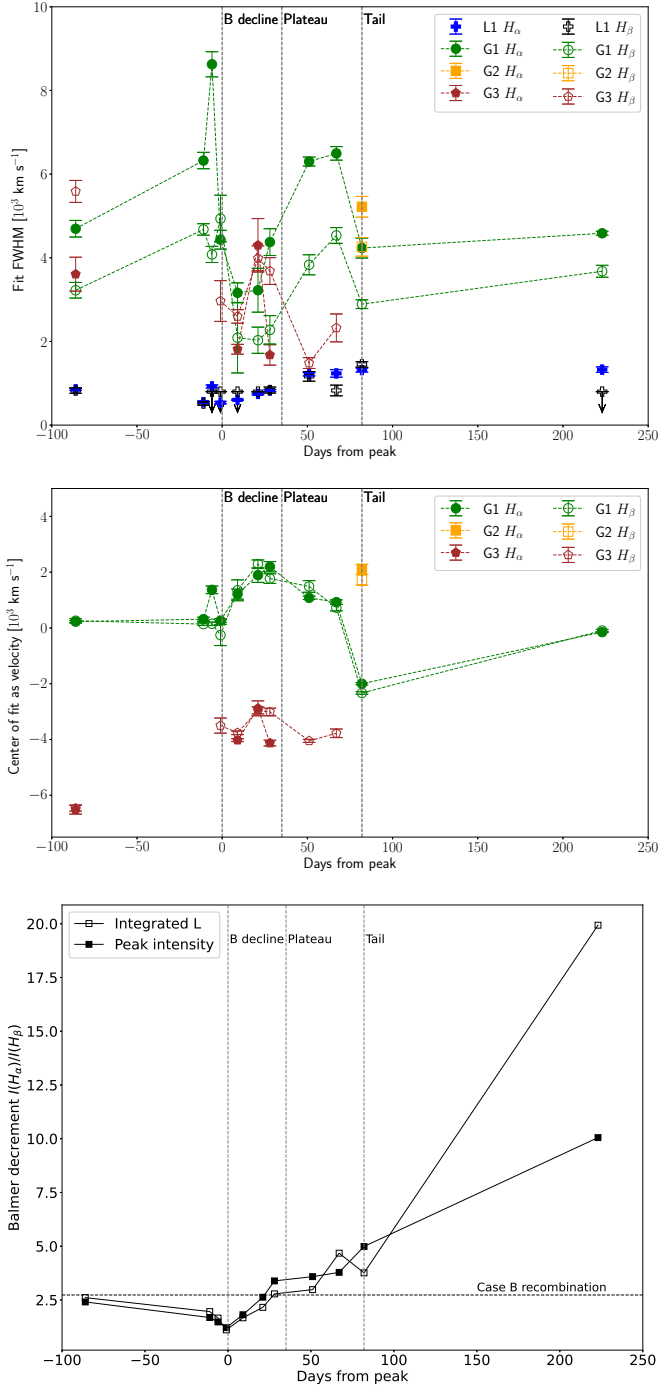 10
8
6
4
2
0
Fit FWHM [10³ km s⁻¹]
B decline Plateau Tail
L1 Hα L1 Hβ
G1 Hα G1 Hβ
G2 Hα G2 Hβ
G3 Hα G3 Hβ
−100 −50 0 50 100 150 200 250
Days from peak
4
2
0
−2
−4
−6
Center of fit as velocity [10³ km s⁻¹]
B decline Plateau Tail
G1 Hα G1 Hβ
G2 Hα G2 Hβ
G3 Hα G3 Hβ
−100 −50 0 50 100 150 200 250
Days from peak
20.0
17.5
15.0
12.5
10.0
7.5
5.0
2.5
Balmer decrement I(Hα)/I(Hβ)
Integrated L
Peak intensity
B decline Plateau Tail
Case B recombination
−100 −50 0 50 100 150 200 250
Days from peak